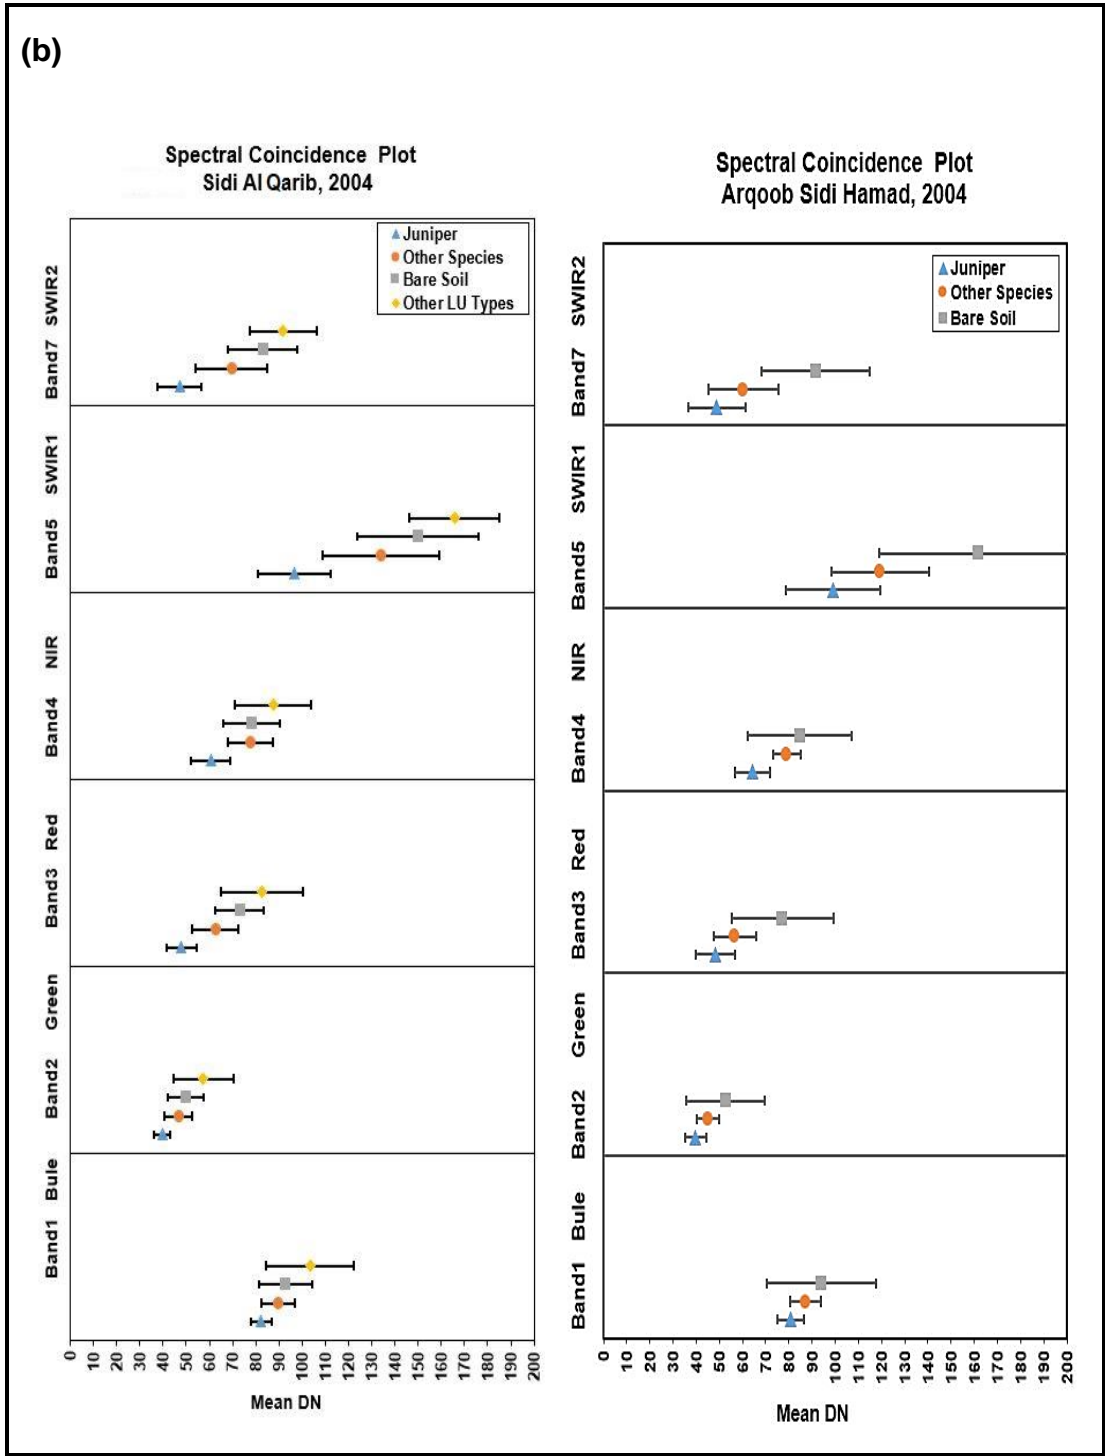 (b)
Spectral Coincidence Plot
Sidi Al Qarib, 2004
Juniper
Other Species
Bare Soil
Other LU Types
Band7 SWIR2
Band5 SWIR1
Band4 NIR
Band3 Red
Band2 Green
Band1 Bule
0 10 20 30 40 50 60 70 80 90 100 110 120 130 140 150 160 170 180 190 200
Mean DN
Spectral Coincidence Plot
Arqoob Sidi Hamad, 2004
Juniper
Other Species
Bare Soil
Band7 SWIR2
Band5 SWIR1
Band4 NIR
Band3 Red
Band2 Green
Band1 Bule
0 10 20 30 40 50 60 70 80 90 100 110 120 130 140 150 160 170 180 190 200
Mean DN